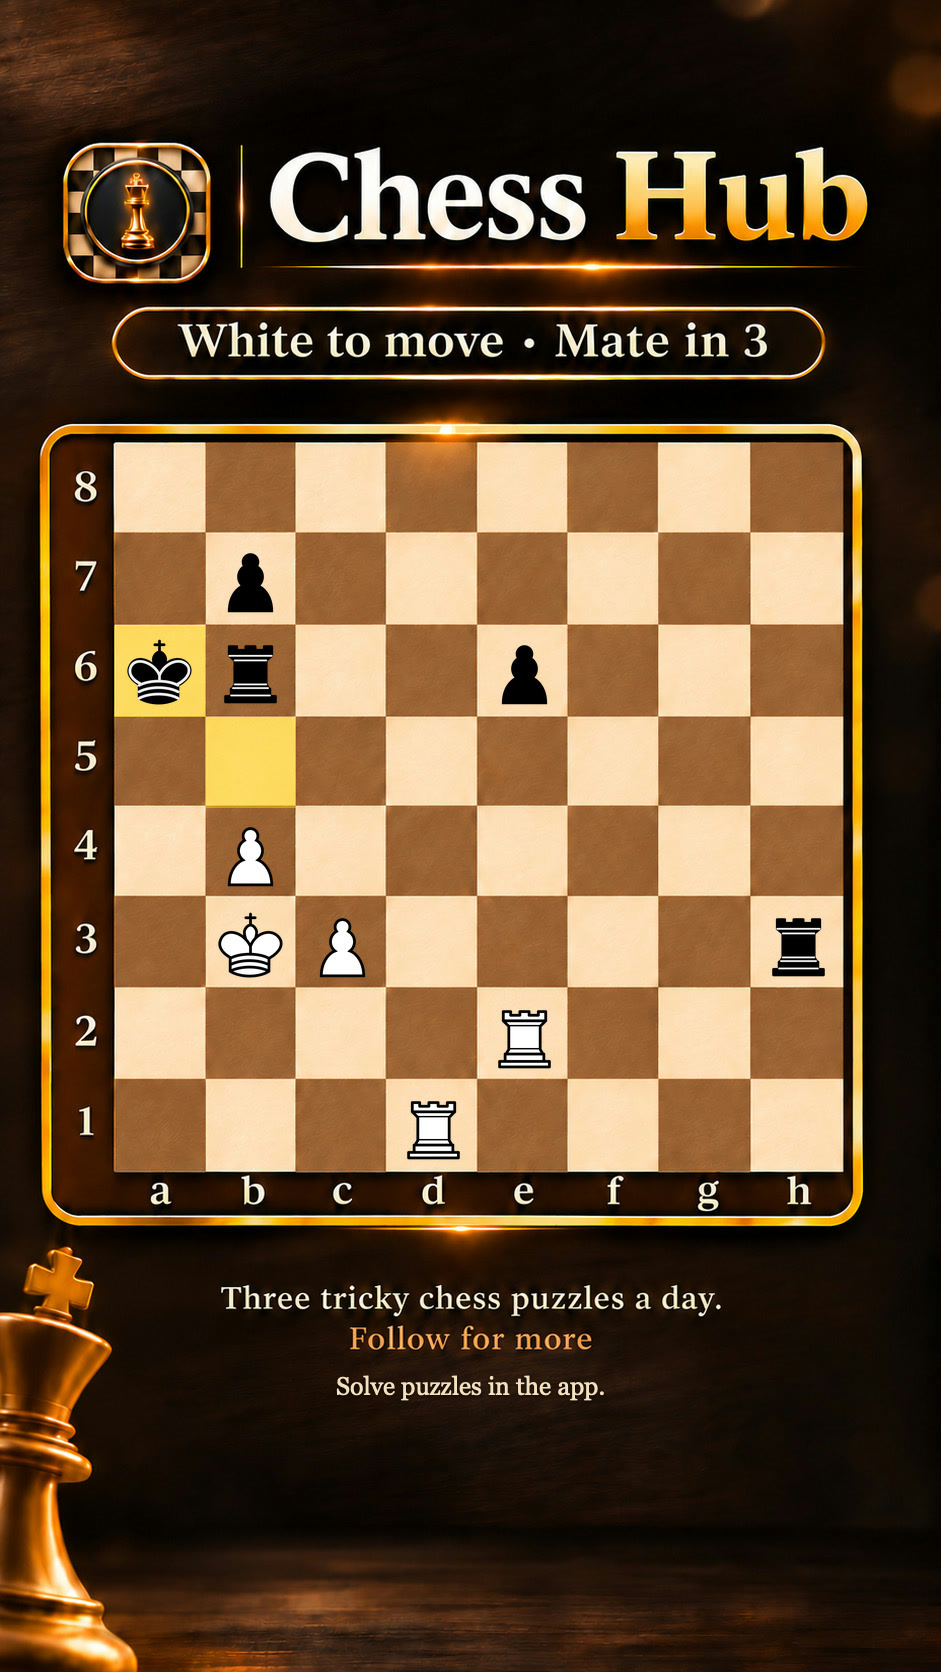 Chess Hub
White to move • Mate in 3
8
7
6
5
4
3
2
1
a b c d e f g h
Three tricky chess puzzles a day.
Follow for more
Solve puzzles in the app.